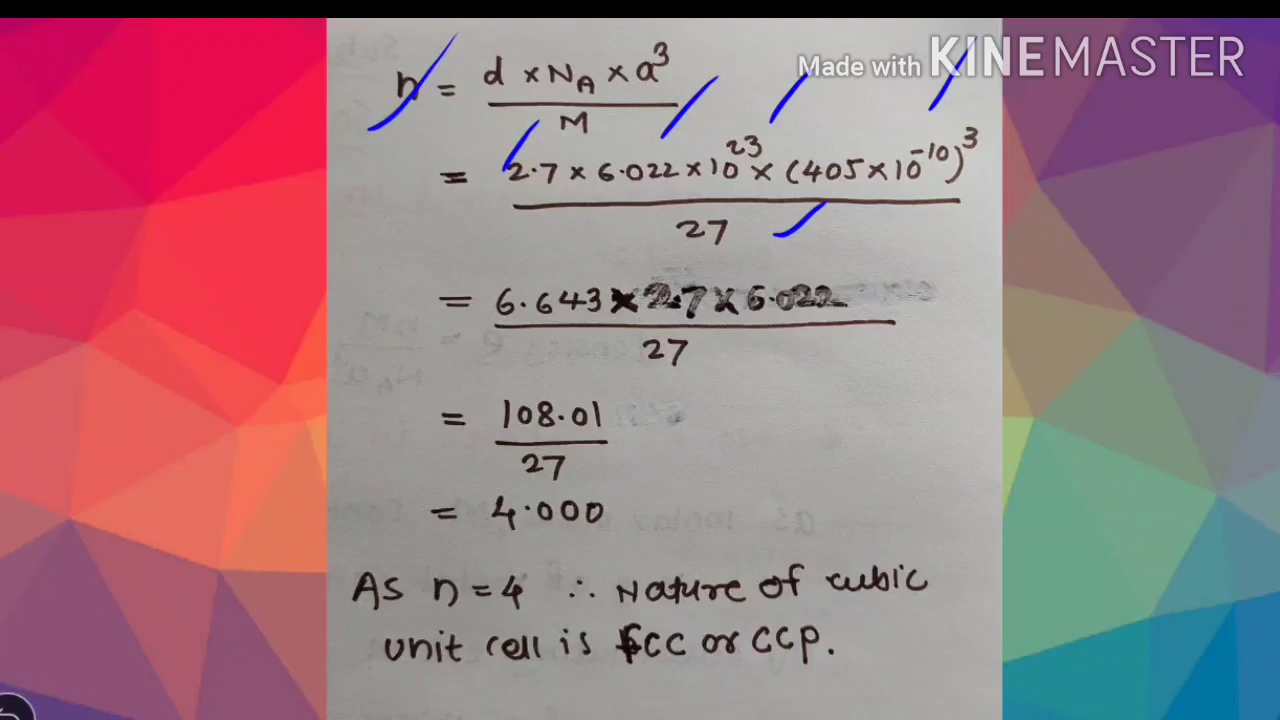 Made with KINEMASTER
n = d × N_A × a³ / M
= 2.7 × 6.022 × 10²³ × (405 × 10⁻¹⁰)³ / 27
= 6.643 × 2.7 × 6.022 / 27
= 108.01 / 27
= 4.000
As n = 4 ∴ Nature of cubic
unit cell is fcc or ccp.